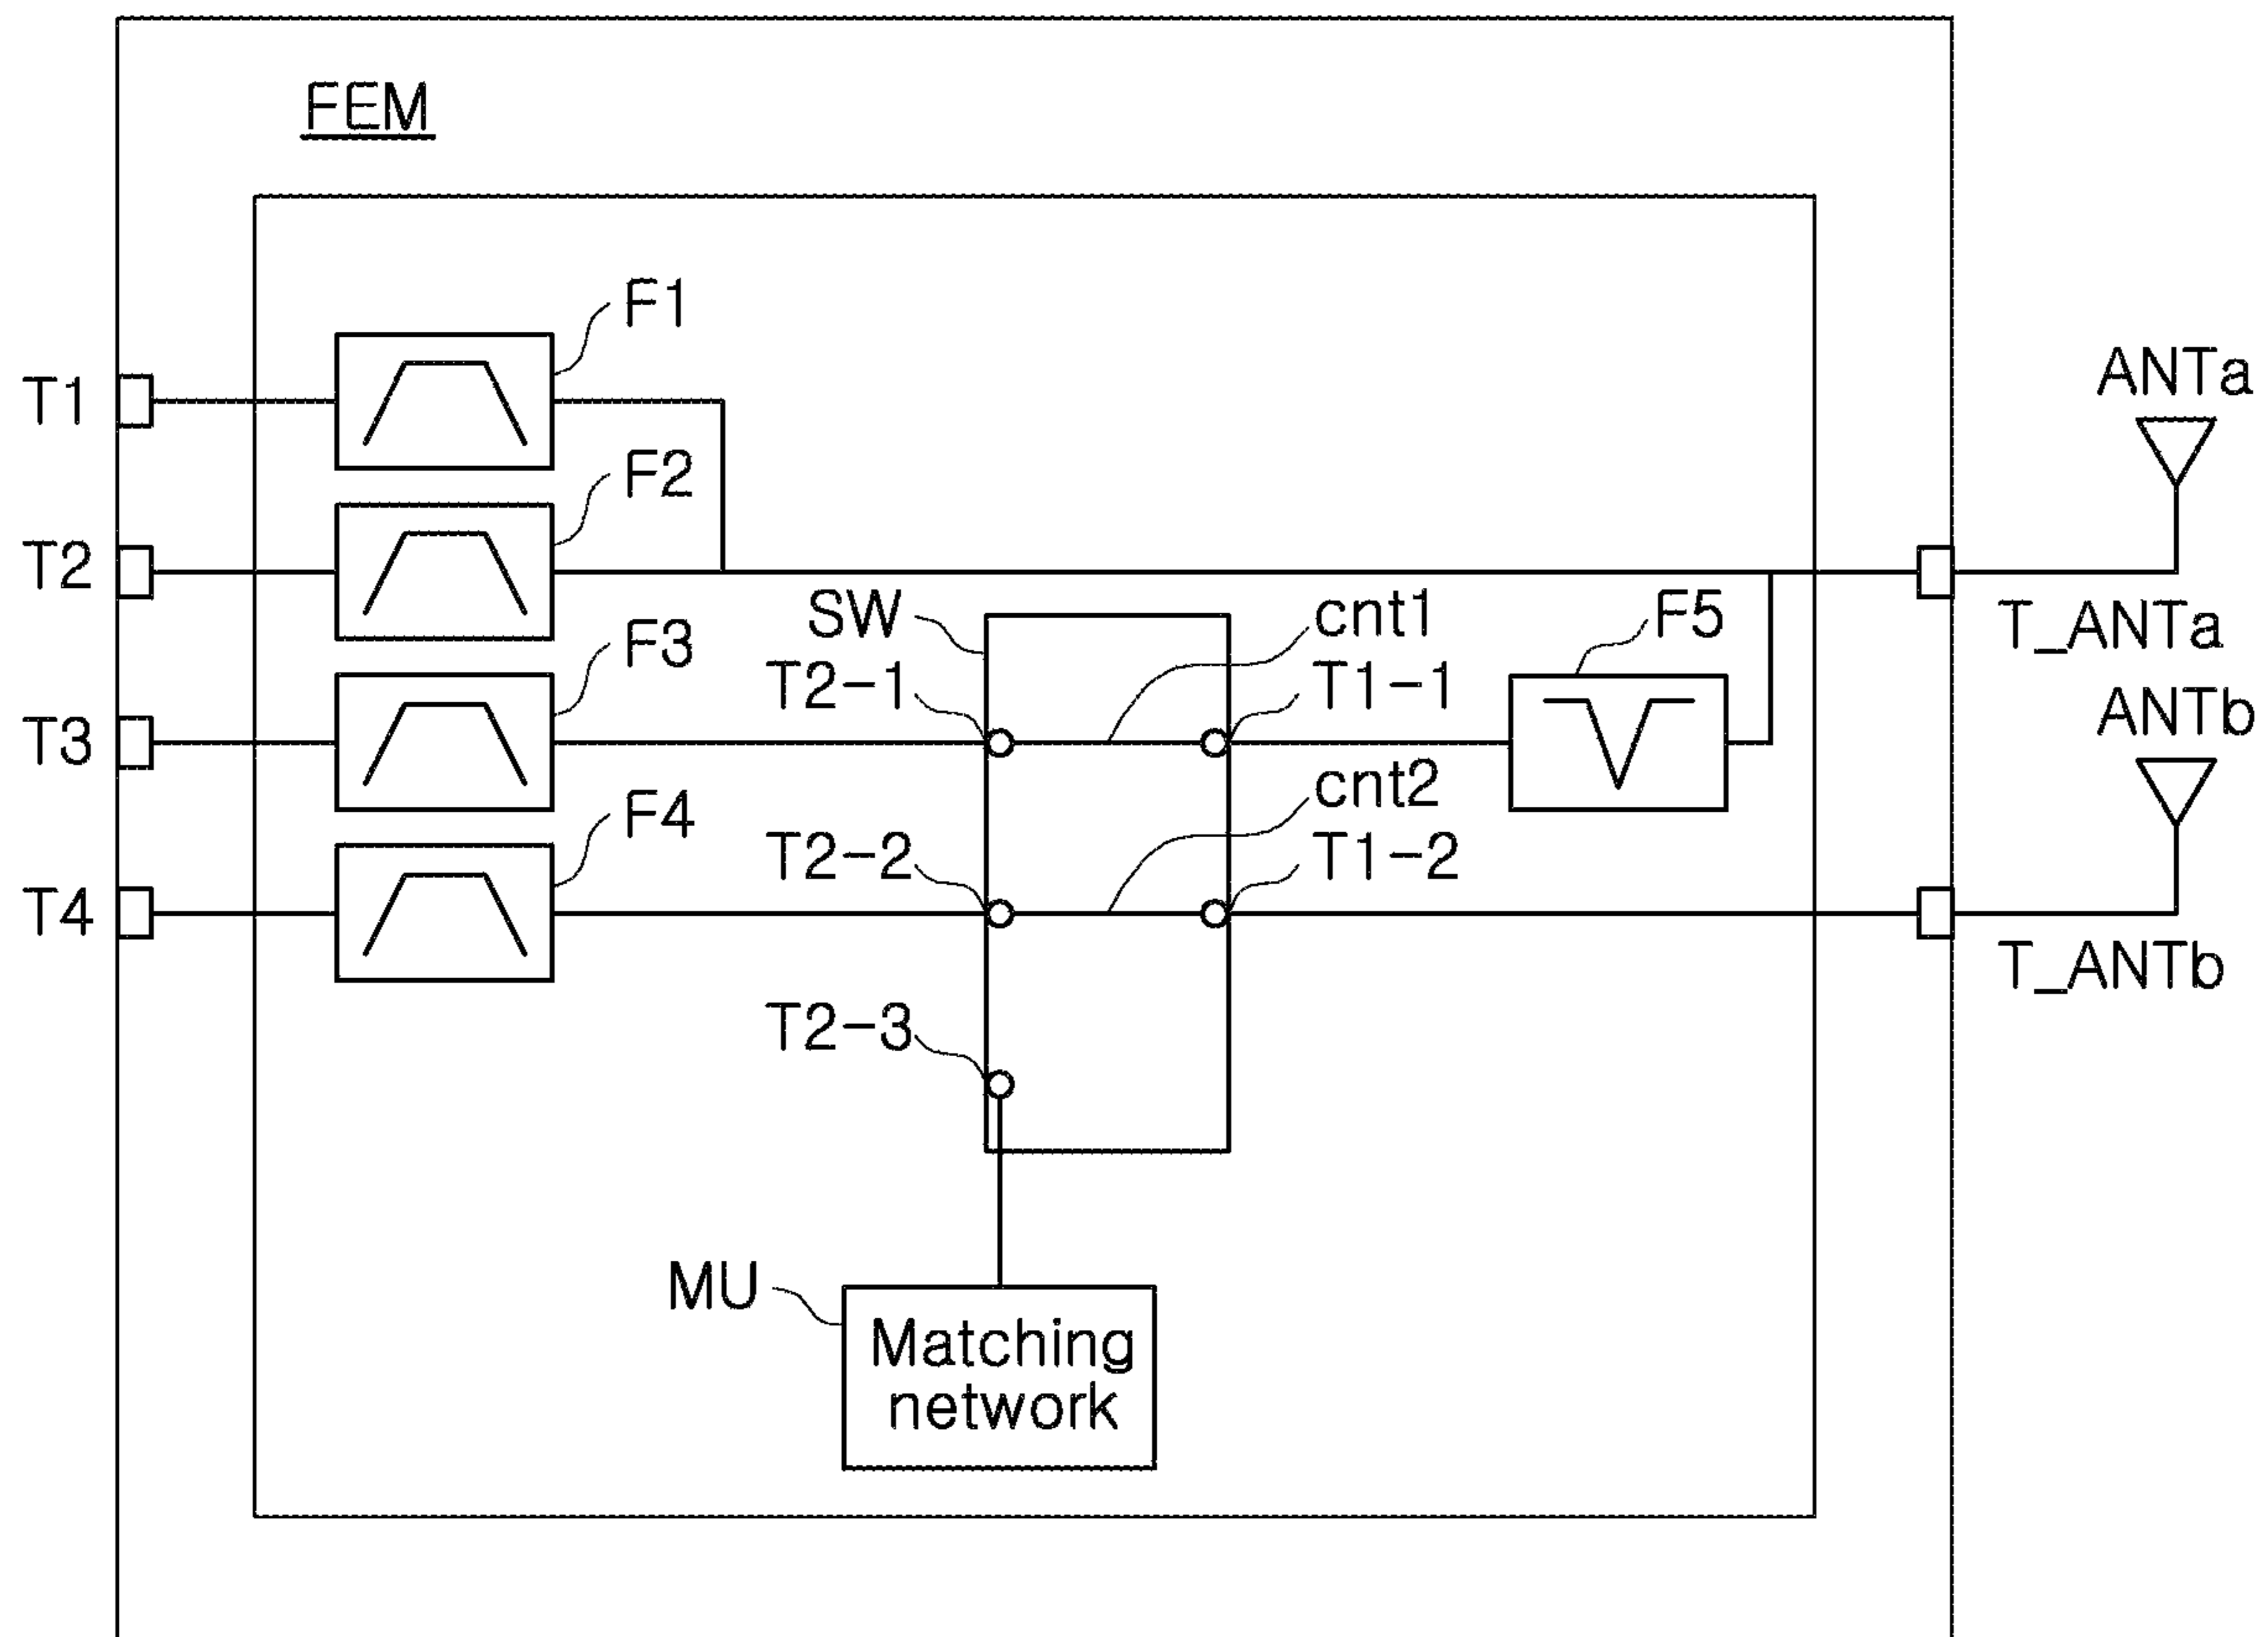 FEM
F1
T1
ANTa
F2
T2
SW
cnt1
F5
T_ANTa
F3
T2-1
T1-1
T3
ANTb
cnt2
F4
T2-2
T1-2
T4
T_ANTb
T2-3
MU
Matching
network